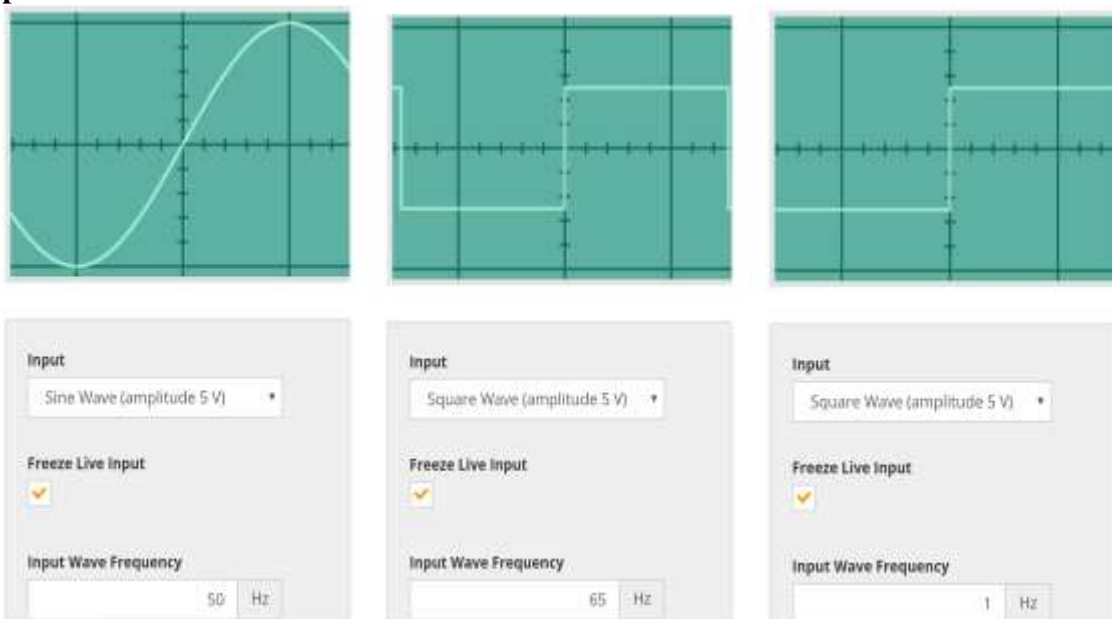 Input
Sine Wave (amplitude 5 V)
Freeze Live Input
Input Wave Frequency
50 Hz
Input
Square Wave (amplitude 5 V)
Freeze Live Input
Input Wave Frequency
65 Hz
Input
Square Wave (amplitude 5 V)
Freeze Live Input
Input Wave Frequency
1 Hz